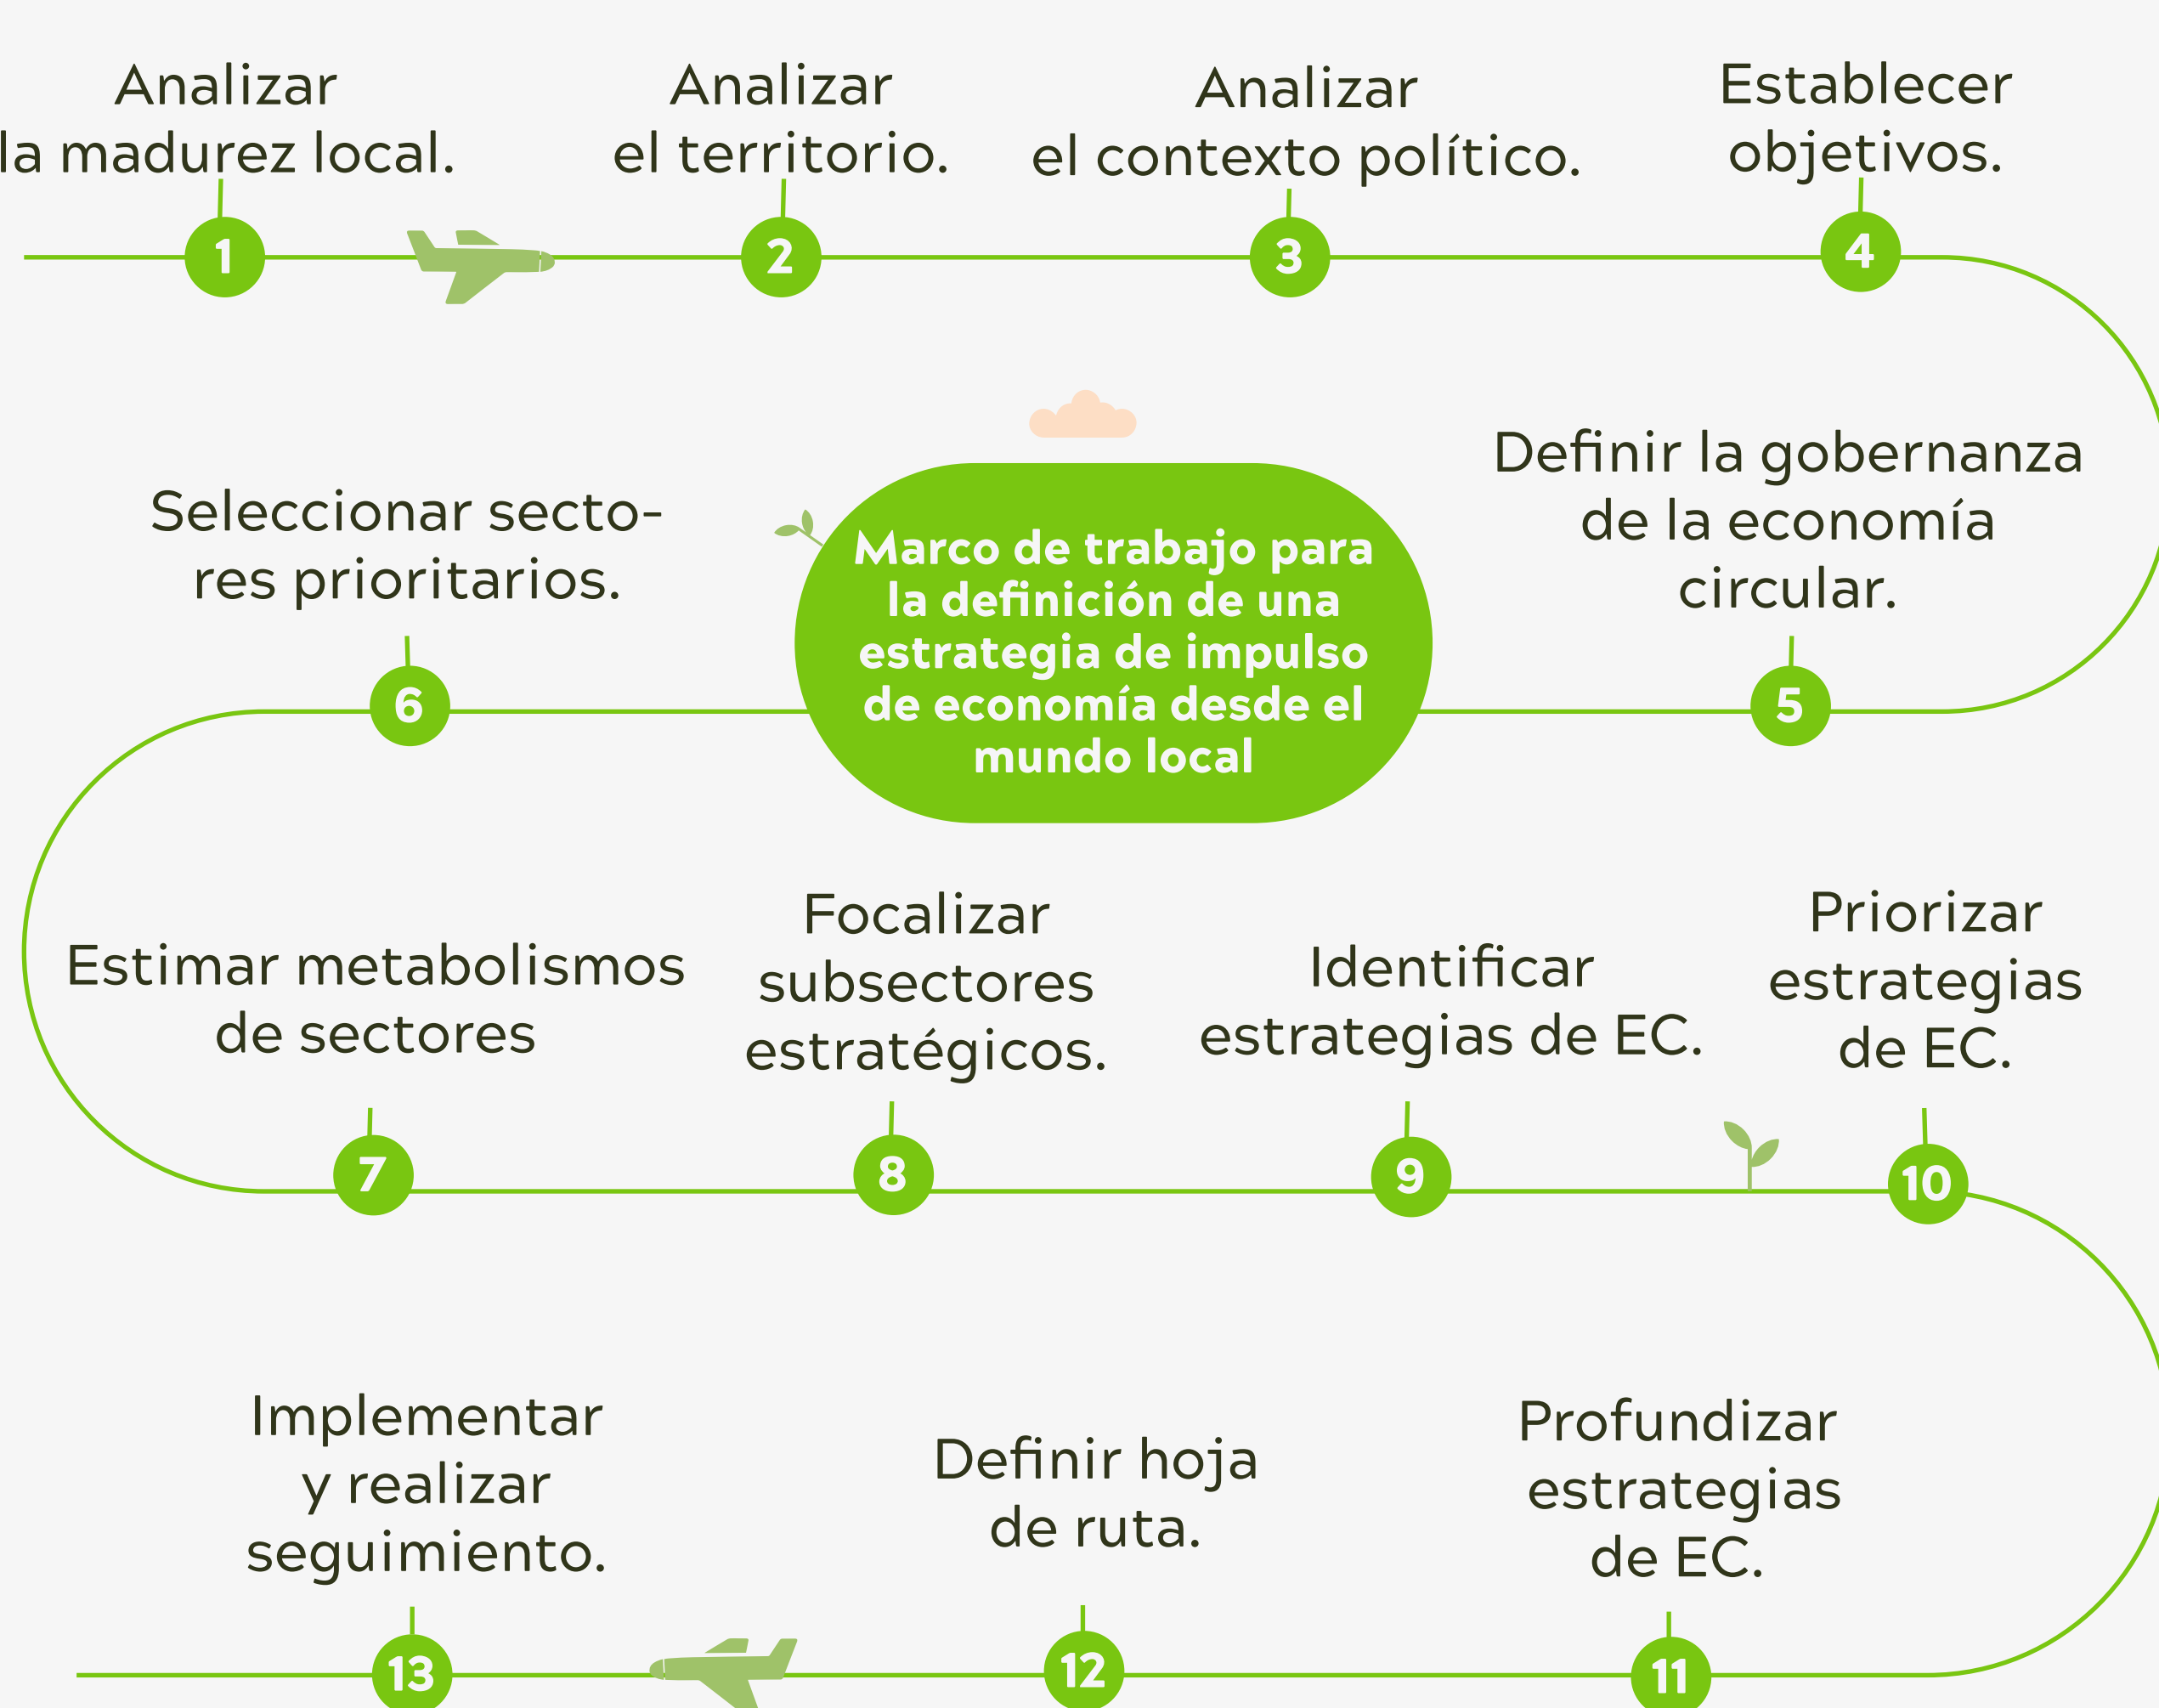 Analizar
la madurez local.
1
Analizar
el territorio.
2
Analizar
el contexto político.
3
Establecer
objetivos.
4
Definir la gobernanza
de la economía
circular.
5
Seleccionar secto-
res prioritarios.
6
Marco de trabajo para
la definición de una
estrategia de impulso
de economía desde el
mundo local
Estimar metabolismos
de sectores
7
Focalizar
subsectores
estratégicos.
8
Identificar
estrategias de EC.
9
Priorizar
estrategias
de EC.
10
Profundizar
estrategias
de EC.
11
Definir hoja
de ruta.
12
Implementar
y realizar
seguimiento.
13